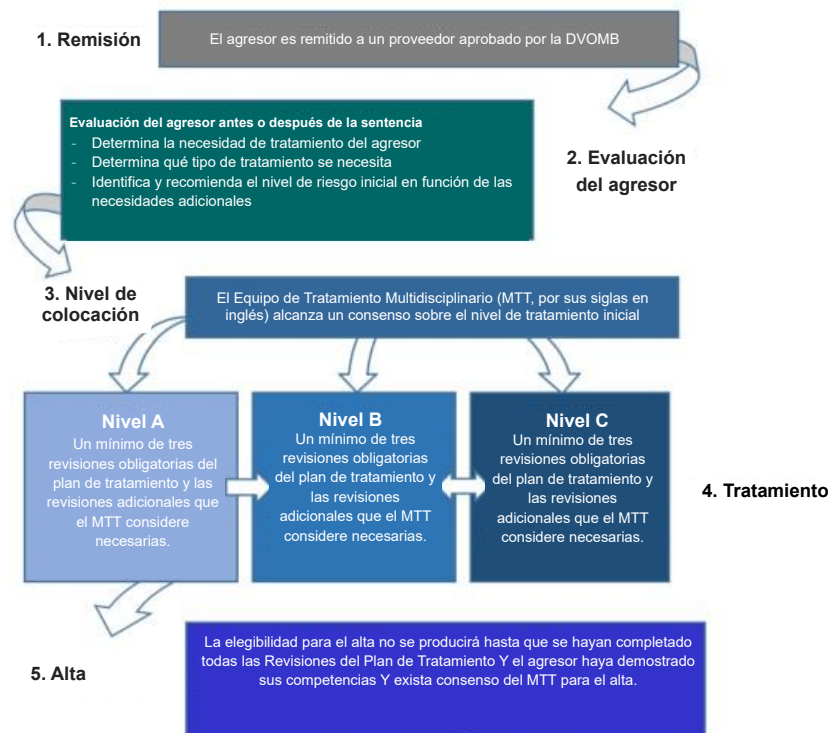 1. Remisión
El agresor es remitido a un proveedor aprobado por la DVOMB
Evaluación del agresor antes o después de la sentencia
- Determina la necesidad de tratamiento del agresor
- Determina qué tipo de tratamiento se necesita
- Identifica y recomienda el nivel de riesgo inicial en función de las
necesidades adicionales
2. Evaluación
del agresor
3. Nivel de
colocación
El Equipo de Tratamiento Multidisciplinario (MTT, por sus siglas en
inglés) alcanza un consenso sobre el nivel de tratamiento inicial
Nivel A
Un mínimo de tres
revisiones obligatorias del
plan de tratamiento y las
revisiones adicionales que
el MTT considere
necesarias.
Nivel B
Un mínimo de tres
revisiones obligatorias
del plan de tratamiento y
las revisiones
adicionales que el MTT
considere necesarias.
Nivel C
Un mínimo de tres
revisiones obligatorias
del plan de tratamiento y
las revisiones
adicionales que el MTT
considere necesarias.
4. Tratamiento
5. Alta
La elegibilidad para el alta no se producirá hasta que se hayan completado
todas las Revisiones del Plan de Tratamiento Y el agresor haya demostrado
sus competencias Y exista consenso del MTT para el alta.